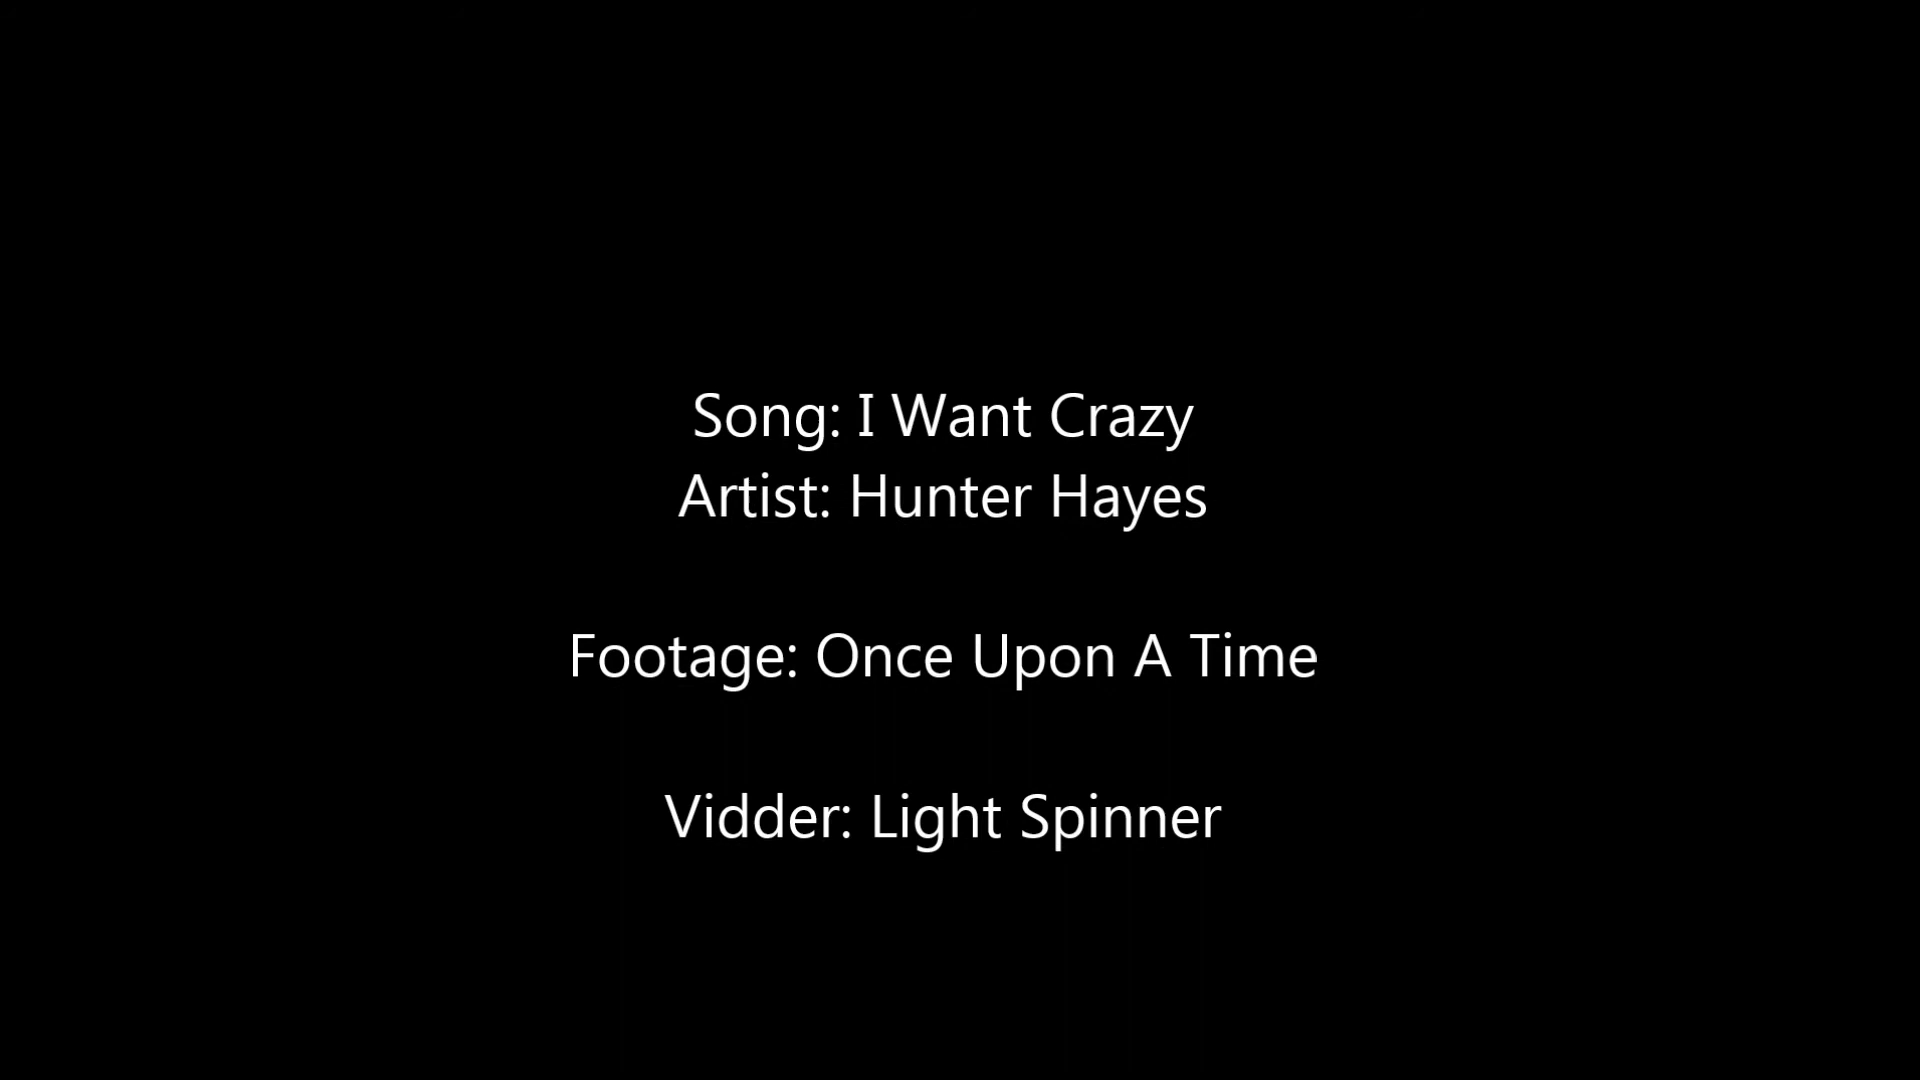 Song: I Want Crazy
Artist: Hunter Hayes
Footage: Once Upon A Time
Vidder: Light Spinner